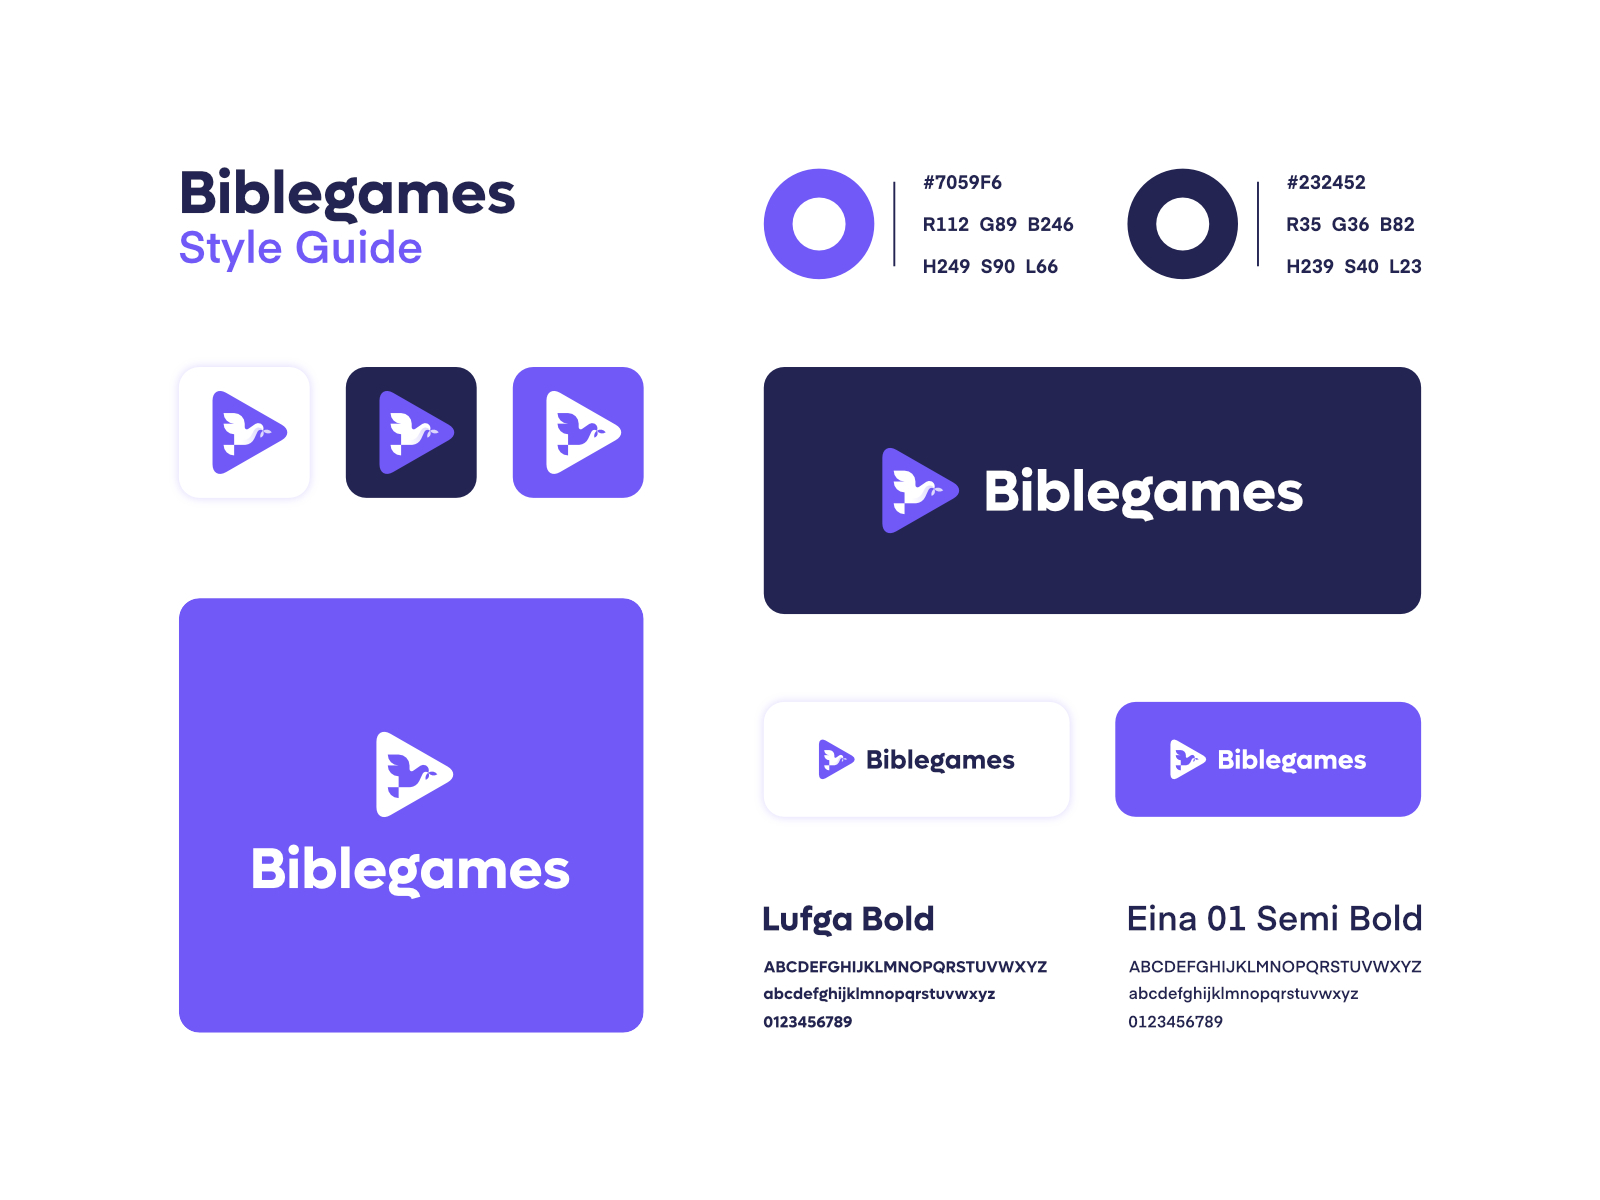 Biblegames
Style Guide
#7059F6
R112 G89 B246
H249 S90 L66
#232452
R35 G36 B82
H239 S40 L23
Biblegames
Biblegames
Biblegames
Biblegames
Lufga Bold
ABCDEFGHIJKLMNOPQRSTUVWXYZ
abcdefghijklmnopqrstuvwxyz
0123456789
Eina 01 Semi Bold
ABCDEFGHIJKLMNOPQRSTUVWXYZ
abcdefghijklmnopqrstuvwxyz
0123456789